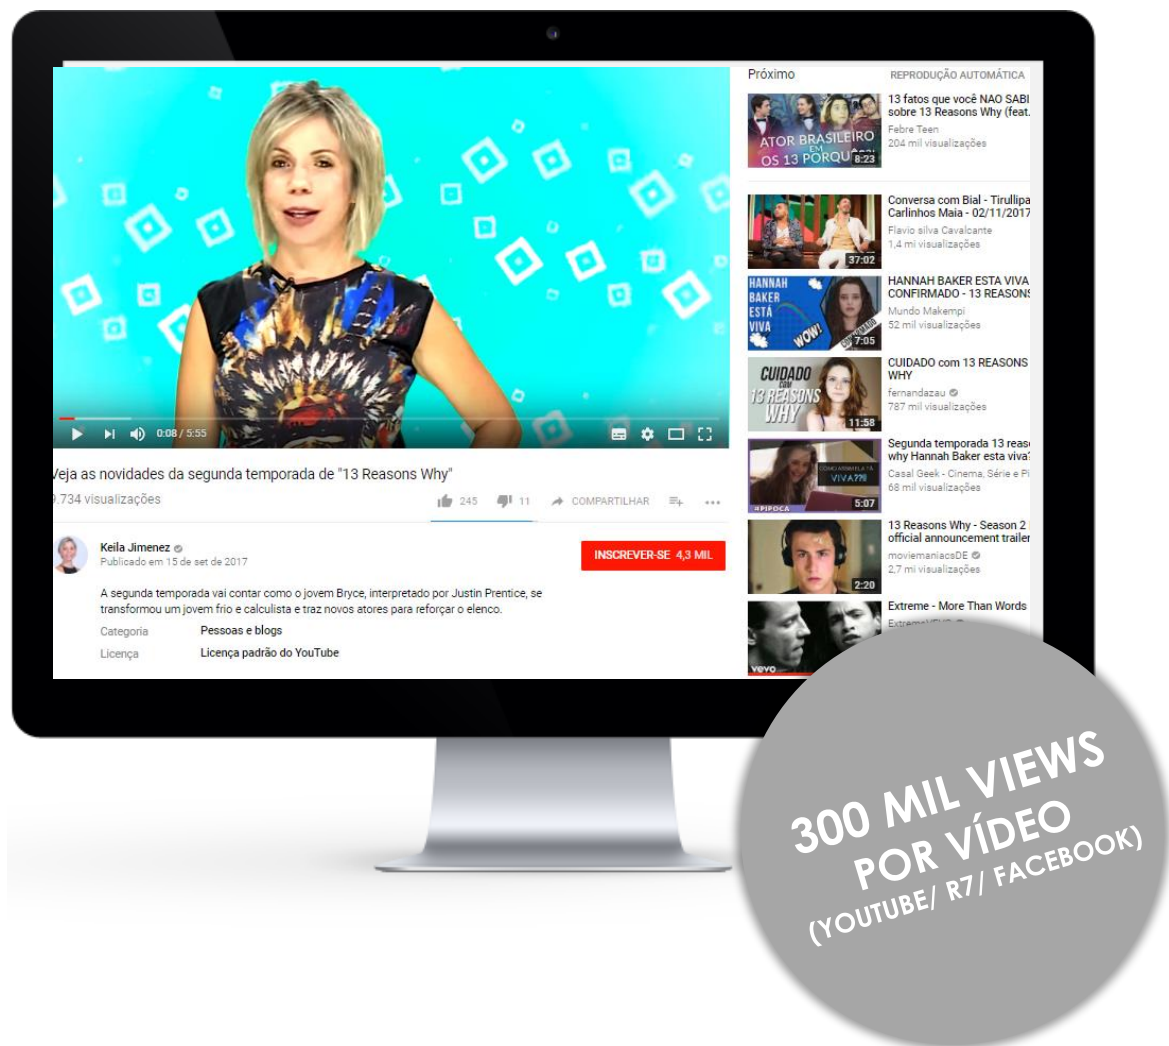 0:08 / 5:55
Veja as novidades da segunda temporada de "13 Reasons Why"
9.734 visualizações
245
11
COMPARTILHAR
Keila Jimenez
Publicado em 15 de set de 2017
INSCREVER-SE 4,3 MIL
A segunda temporada vai contar como o jovem Bryce, interpretado por Justin Prentice, se
transformou um jovem frio e calculista e traz novos atores para reforçar o elenco.
Categoria Pessoas e blogs
Licença Licença padrão do YouTube
Próximo REPRODUÇÃO AUTOMÁTICA
ATOR BRASILEIRO
EM
OS 13 PORQU
8:23
13 fatos que você NAO SABI
sobre 13 Reasons Why (feat.
Febre Teen
204 mil visualizações
37:02
Conversa com Bial - Tirullipa
Carlinhos Maia - 02/11/2017
Flavio silva Cavalcante
1,4 mi visualizações
HANNAH
BAKER
ESTÁ
VIVA
WOW!
CONFIRMADO
7:05
HANNAH BAKER ESTA VIVA
CONFIRMADO - 13 REASONS
Mundo Makempi
52 mil visualizações
CUIDADO
COM
13 REASONS
WHY
11:58
CUIDADO com 13 REASONS
WHY
fernandazau
787 mil visualizações
VIVA??!!
#PIPOCA
5:07
Segunda temporada 13 reaso
why Hannah Baker esta viva?
Casal Geek - Cinema, Série e Pi
68 mil visualizações
2:20
13 Reasons Why - Season 2
official announcement trailer
moviemaniacsDE
2,7 mi visualizações
vevo
Extreme - More Than Words
300 MIL VIEWS
POR VÍDEO
(YOUTUBE/ R7/ FACEBOOK)